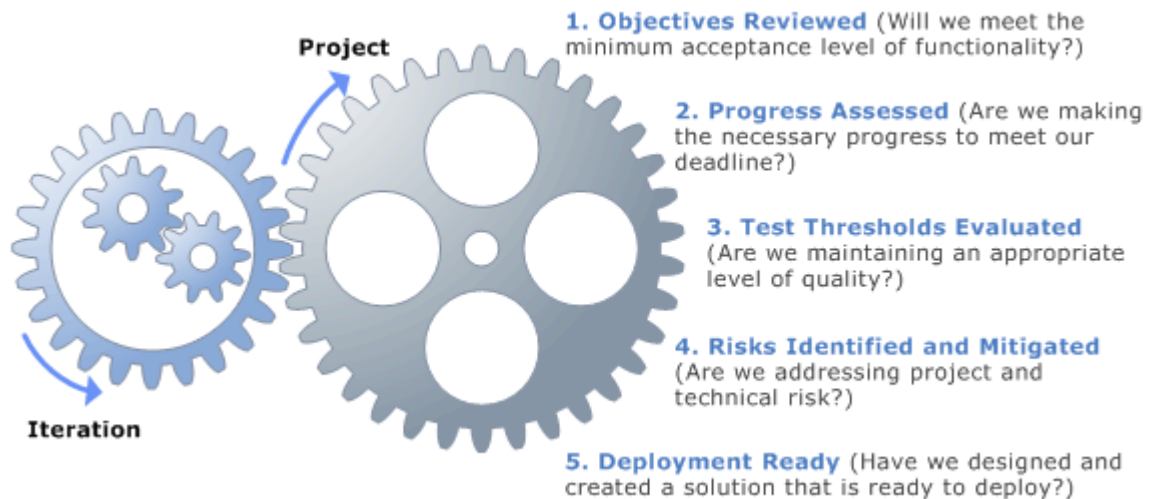 Project
Iteration
1. Objectives Reviewed (Will we meet the
minimum acceptance level of functionality?)
2. Progress Assessed (Are we making
the necessary progress to meet our
deadline?)
3. Test Thresholds Evaluated
(Are we maintaining an appropriate
level of quality?)
4. Risks Identified and Mitigated
(Are we addressing project and
technical risk?)
5. Deployment Ready (Have we designed and
created a solution that is ready to deploy?)